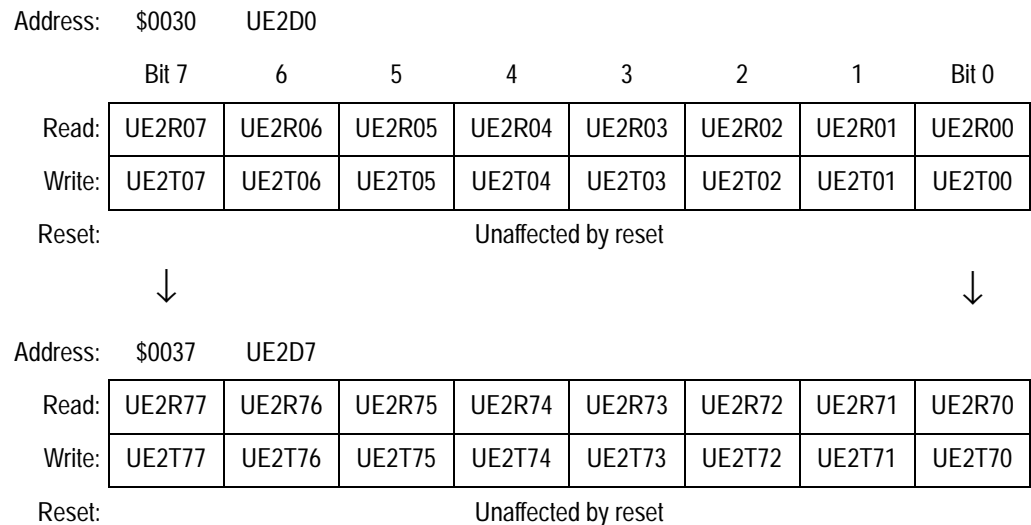 Address: $0030 UE2D0
Bit 7 6 5 4 3 2 1 Bit 0
Read: UE2R07 UE2R06 UE2R05 UE2R04 UE2R03 UE2R02 UE2R01 UE2R00
Write: UE2T07 UE2T06 UE2T05 UE2T04 UE2T03 UE2T02 UE2T01 UE2T00
Reset: Unaffected by reset
↓ ↓
Address: $0037 UE2D7
Read: UE2R77 UE2R76 UE2R75 UE2R74 UE2R73 UE2R72 UE2R71 UE2R70
Write: UE2T77 UE2T76 UE2T75 UE2T74 UE2T73 UE2T72 UE2T71 UE2T70
Reset: Unaffected by reset